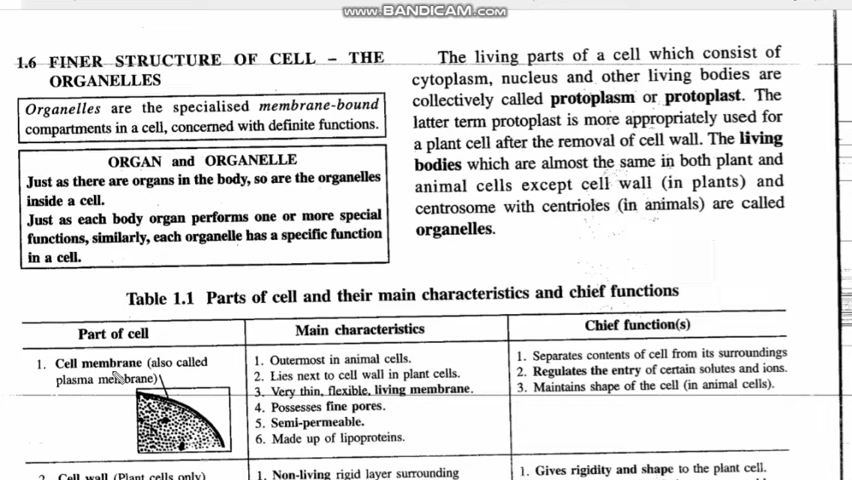 www.BANDICAM.com
1.6 FINER STRUCTURE OF CELL – THE
ORGANELLES
Organelles are the specialised membrane-bound
compartments in a cell, concerned with definite functions.
ORGAN and ORGANELLE
Just as there are organs in the body, so are the organelles
inside a cell.
Just as each body organ performs one or more special
functions, similarly, each organelle has a specific function
in a cell.
The living parts of a cell which consist of
cytoplasm, nucleus and other living bodies are
collectively called protoplasm or protoplast. The
latter term protoplast is more appropriately used for
a plant cell after the removal of cell wall. The living
bodies which are almost the same in both plant and
animal cells except cell wall (in plants) and
centrosome with centrioles (in animals) are called
organelles.
Table 1.1 Parts of cell and their main characteristics and chief functions
Part of cell
Main characteristics
Chief function(s)
1. Cell membrane (also called
plasma membrane)
1. Outermost in animal cells.
2. Lies next to cell wall in plant cells.
3. Very thin, flexible, living membrane.
4. Possesses fine pores.
5. Semi-permeable.
6. Made up of lipoproteins.
1. Separates contents of cell from its surroundings
2. Regulates the entry of certain solutes and ions.
3. Maintains shape of the cell (in animal cells).
2. Cell wall (Plant cells only)
1. Non-living rigid layer surrounding
1. Gives rigidity and shape to the plant cell.